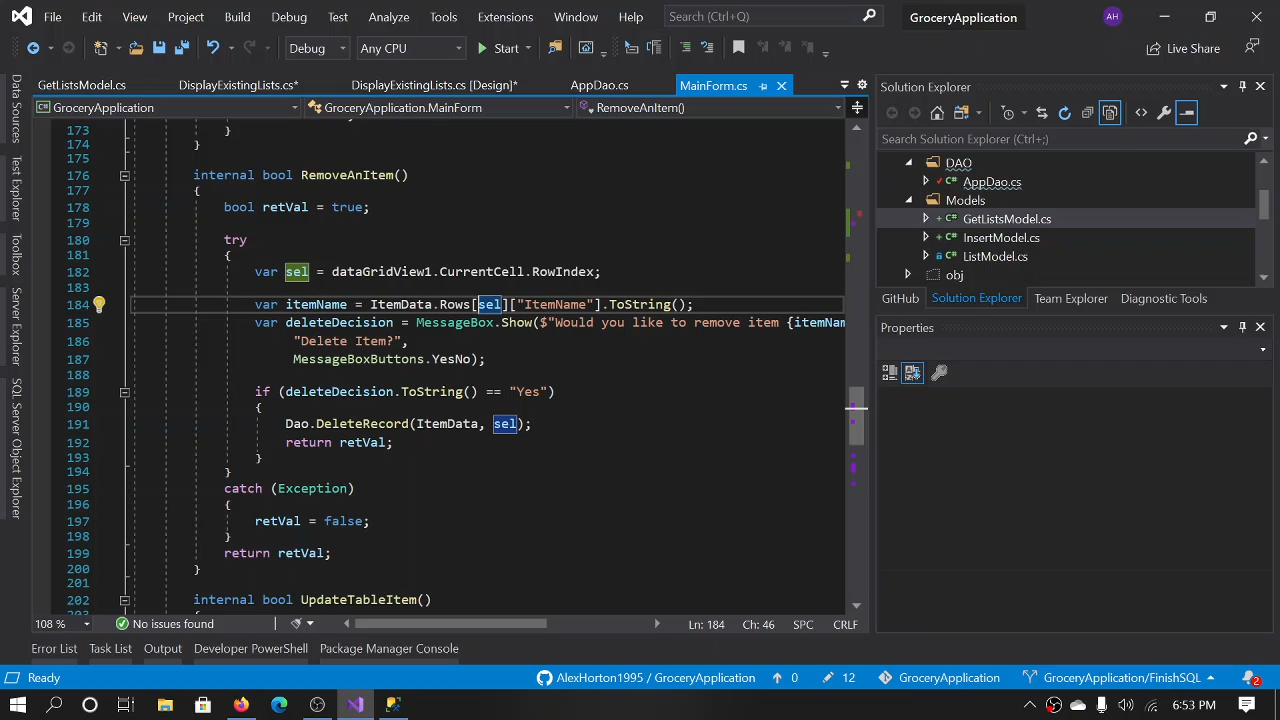 File Edit View Git Project Build Debug Test Analyze Tools Extensions Window Help Search (Ctrl+Q) GroceryApplication AH
Debug Any CPU Start Live Share
GetListsModel.cs DisplayExistingLists.cs* DisplayExistingLists.cs [Design]* AppDao.cs MainForm.cs
GroceryApplication GroceryApplication.MainForm RemoveAnItem()
Data Sources
Test Explorer
Toolbox
Server Explorer
SQL Server Object Explorer
173 }
174 }
175
176 internal bool RemoveAnItem()
177 {
178 bool retVal = true;
179
180 try
181 {
182 var sel = dataGridView1.CurrentCell.RowIndex;
183
184 var itemName = ItemData.Rows[sel]["ItemName"].ToString();
185 var deleteDecision = MessageBox.Show($"Would you like to remove item {itemNam
186 "Delete Item?",
187 MessageBoxButtons.YesNo);
188
189 if (deleteDecision.ToString() == "Yes")
190 {
191 Dao.DeleteRecord(ItemData, sel);
192 return retVal;
193 }
194 }
195 catch (Exception)
196 {
197 retVal = false;
198 }
199 return retVal;
200 }
201
202 internal bool UpdateTableItem()
203 {
108 % No issues found Ln: 184 Ch: 46 SPC CRLF
Solution Explorer
Search Solution Explorer (Ctrl+;)
DAO
C# AppDao.cs
Models
C# GetListsModel.cs
C# InsertModel.cs
C# ListModel.cs
obj
GitHub Solution Explorer Team Explorer Diagnostic Tools
Properties
Error List Task List Output Developer PowerShell Package Manager Console
Ready AlexHorton1995 / GroceryApplication 0 12 GroceryApplication GroceryApplication/FinishSQL 2
6:53 PM